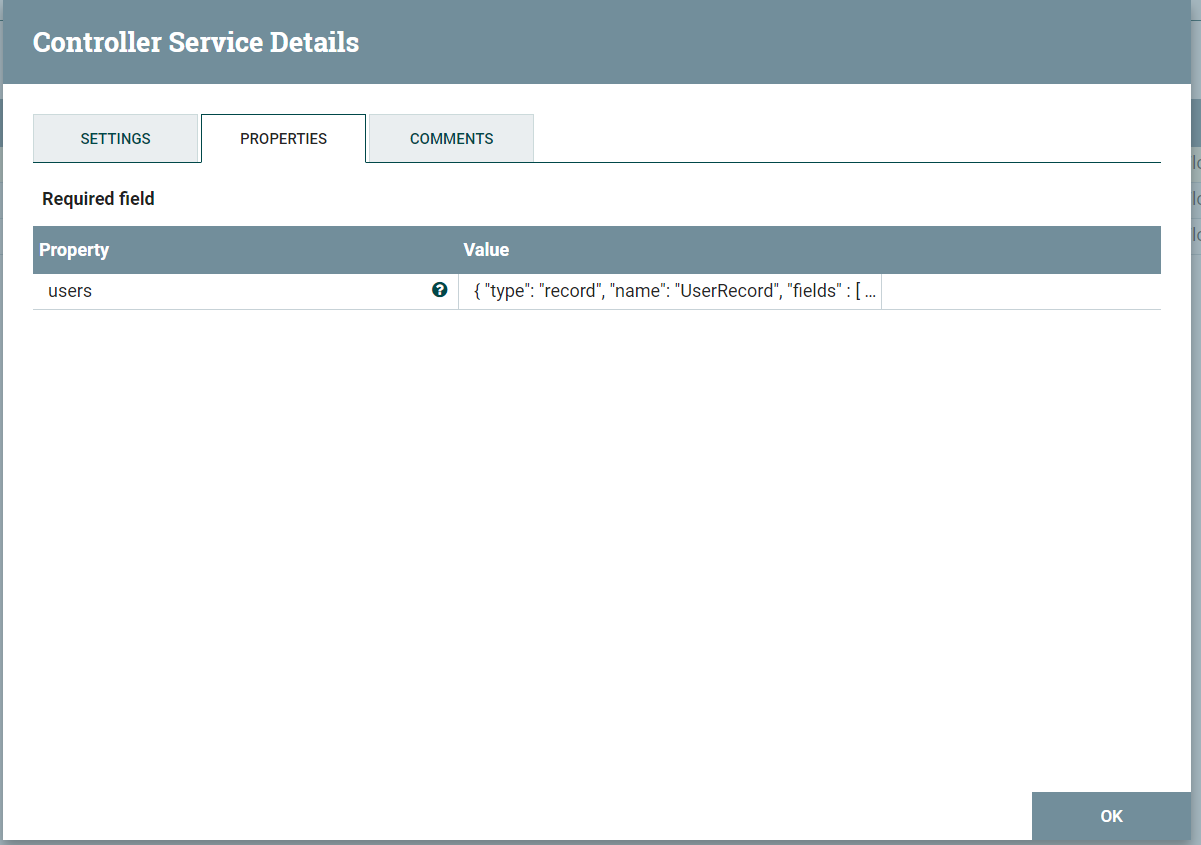 Controller Service Details
SETTINGS PROPERTIES COMMENTS
Required field
Property Value
users { "type": "record", "name": "UserRecord", "fields" : [ ...
OK